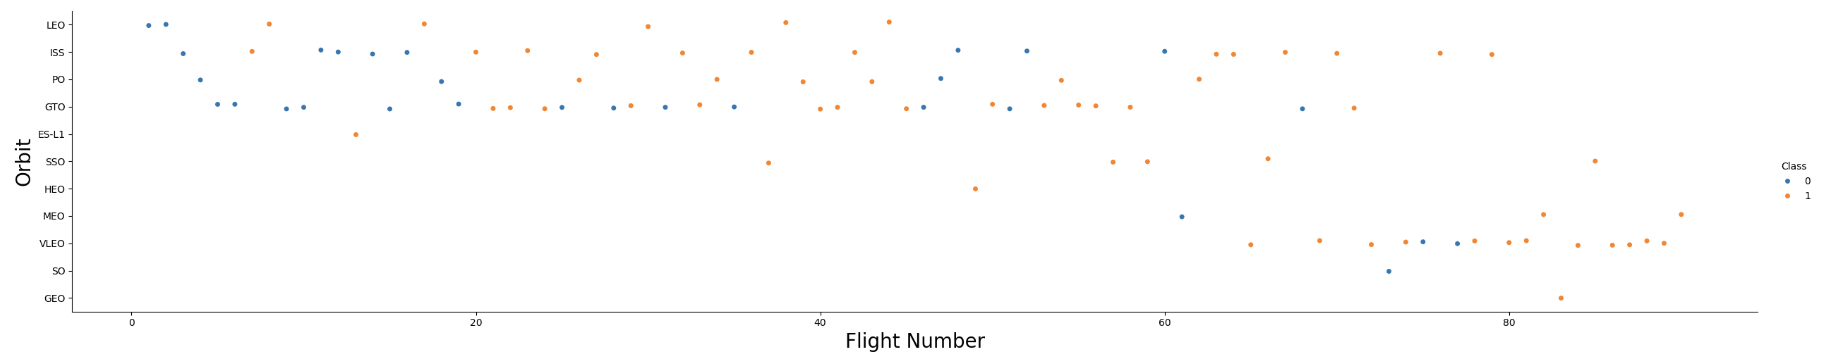 LEO
ISS
PO
GTO
ES-L1
SSO
HEO
MEO
VLEO
SO
GEO
Orbit
0 20 40 60 80
Flight Number
Class
0
1